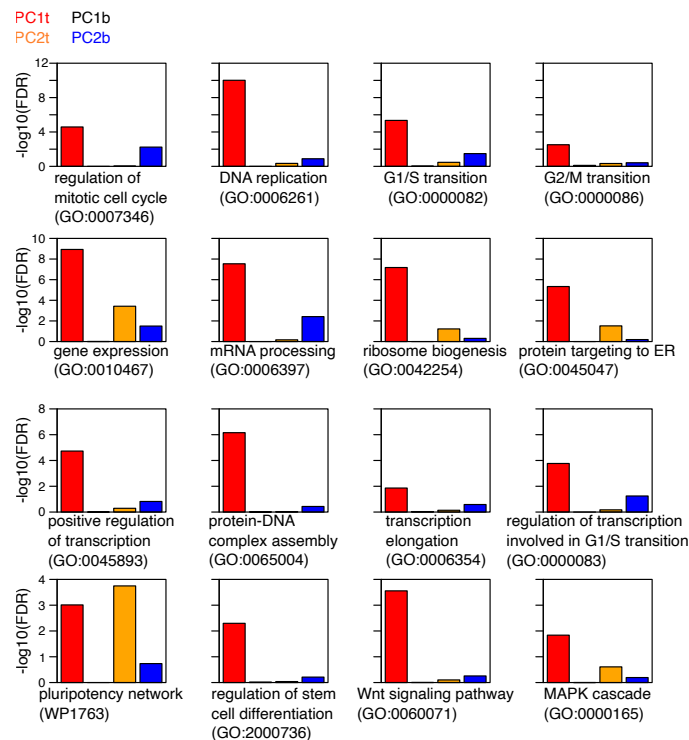 PC1t PC1b
PC2t PC2b
12
8
4
0
-log10(FDR)
regulation of
mitotic cell cycle
(GO:0007346)
DNA replication
(GO:0006261)
G1/S transition
(GO:0000082)
G2/M transition
(GO:0000086)
10
8
6
4
2
0
-log10(FDR)
gene expression
(GO:0010467)
mRNA processing
(GO:0006397)
ribosome biogenesis
(GO:0042254)
protein targeting to ER
(GO:0045047)
8
6
4
2
0
-log10(FDR)
positive regulation
of transcription
(GO:0045893)
protein-DNA
complex assembly
(GO:0065004)
transcription
elongation
(GO:0006354)
regulation of transcription
involved in G1/S transition
(GO:0000083)
4
3
2
1
0
-log10(FDR)
pluripotency network
(WP1763)
regulation of stem
cell differentiation
(GO:2000736)
Wnt signaling pathway
(GO:0060071)
MAPK cascade
(GO:0000165)